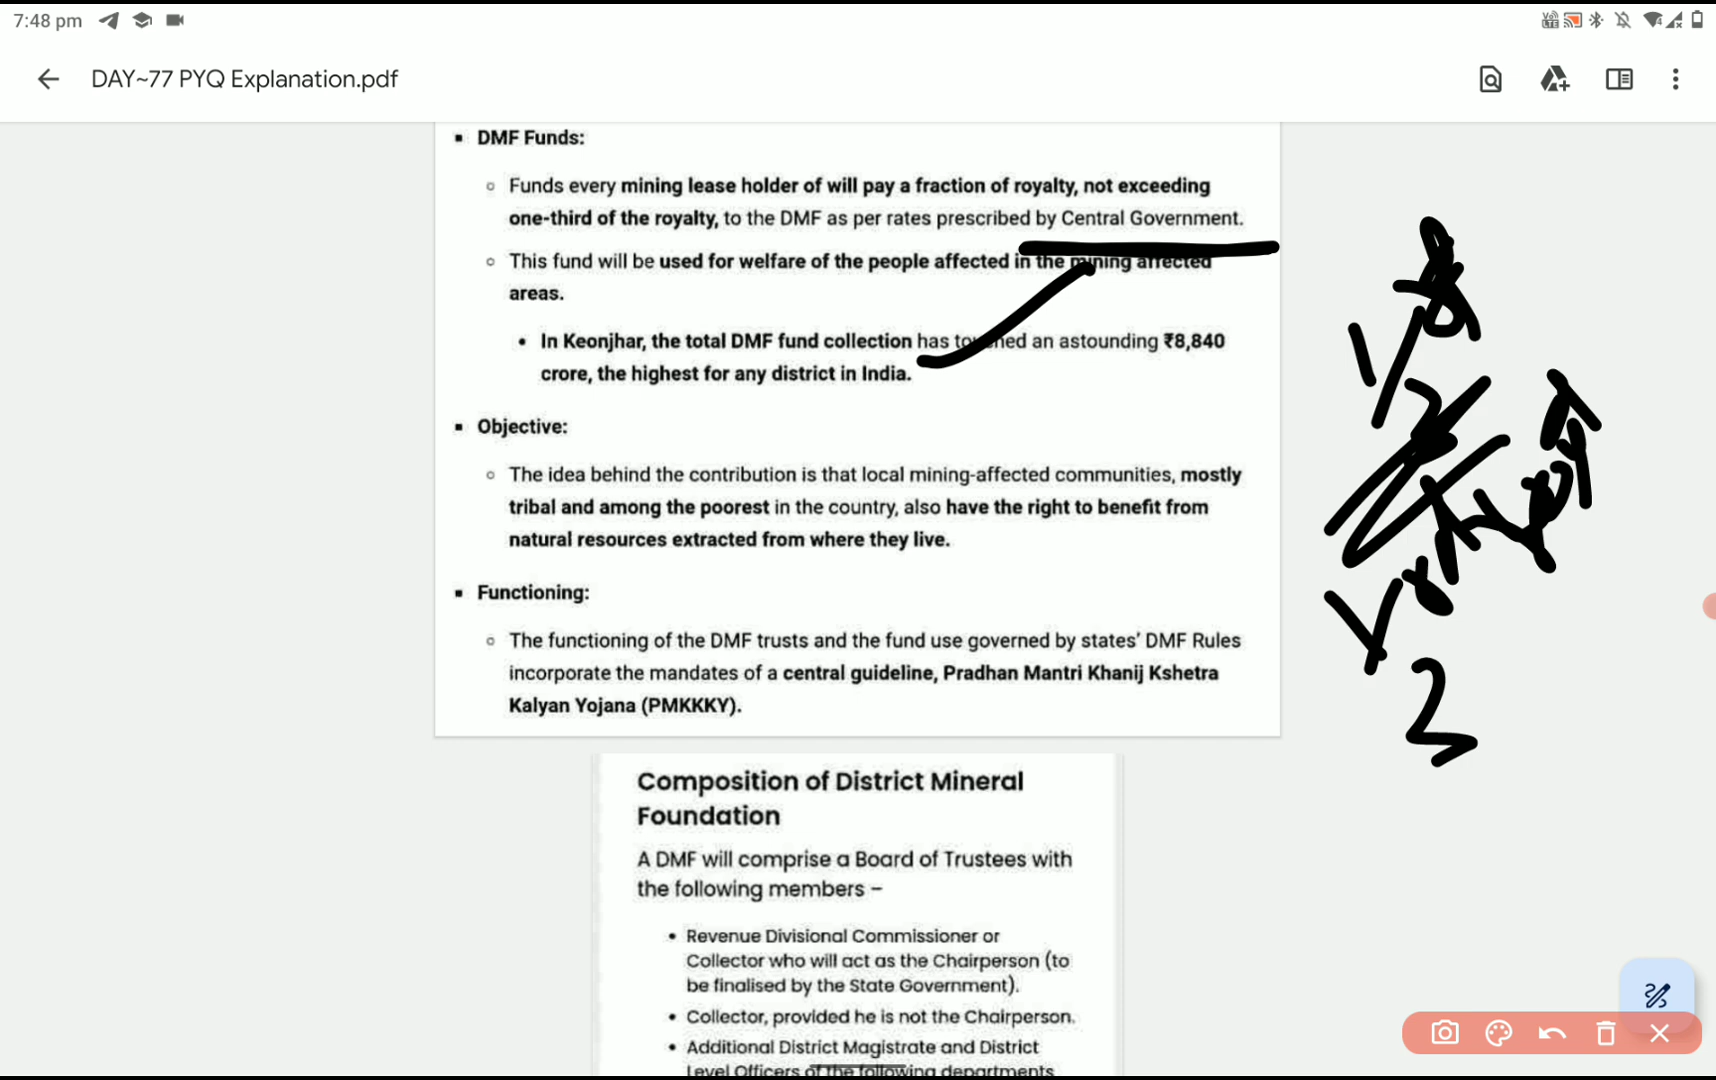 7:48 pm
DAY~77 PYQ Explanation.pdf
DMF Funds:
Funds every mining lease holder of will pay a fraction of royalty, not exceeding
one-third of the royalty, to the DMF as per rates prescribed by Central Government.
This fund will be used for welfare of the people affected in the mining affected
areas.
In Keonjhar, the total DMF fund collection has touched an astounding ₹8,840
crore, the highest for any district in India.
Objective:
The idea behind the contribution is that local mining-affected communities, mostly
tribal and among the poorest in the country, also have the right to benefit from
natural resources extracted from where they live.
Functioning:
The functioning of the DMF trusts and the fund use governed by states' DMF Rules
incorporate the mandates of a central guideline, Pradhan Mantri Khanij Kshetra
Kalyan Yojana (PMKKKY).
Composition of District Mineral
Foundation
A DMF will comprise a Board of Trustees with
the following members –
Revenue Divisional Commissioner or
Collector who will act as the Chairperson (to
be finalised by the State Government).
Collector, provided he is not the Chairperson.
Additional District Magistrate and District
Level Officers of the following departments